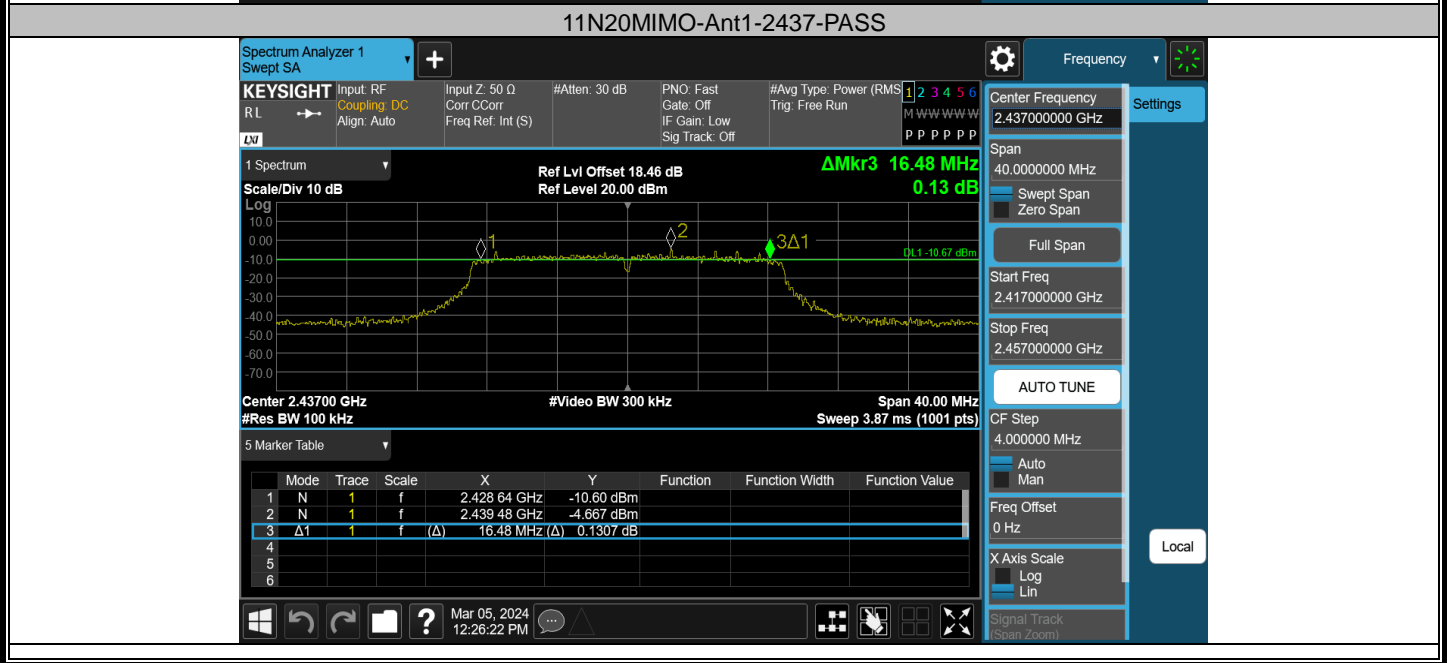 11N20MIMO-Ant1-2437-PASS
Spectrum Analyzer 1
Swept SA
Frequency
KEYSIGHT
RL
LXI
Input: RF
Coupling: DC
Align: Auto
Input Z: 50 Ω
Corr CCorr
Freq Ref: Int (S)
#Atten: 30 dB
PNO: Fast
Gate: Off
IF Gain: Low
Sig Track: Off
#Avg Type: Power (RMS
Trig: Free Run
1 2 3 4 5 6
M W W W W W
P P P P P P
1 Spectrum
Ref Lvl Offset 18.46 dB
ΔMkr3 16.48 MHz
Scale/Div 10 dB
Ref Level 20.00 dBm
0.13 dB
Log
10.0
0.00
-10.0
-20.0
-30.0
-40.0
-50.0
-60.0
-70.0
1
2
3Δ1
DL1 -10.67 dBm
Center 2.43700 GHz
#Video BW 300 kHz
Span 40.00 MHz
#Res BW 100 kHz
Sweep 3.87 ms (1001 pts)
5 Marker Table
Mode Trace Scale X Y Function Function Width Function Value
1 N 1 f 2.428 64 GHz -10.60 dBm
2 N 1 f 2.439 48 GHz -4.667 dBm
3 Δ1 1 f (Δ) 16.48 MHz (Δ) 0.1307 dB
4
5
6
?
Mar 05, 2024
12:26:22 PM
Center Frequency
2.437000000 GHz
Settings
Span
40.0000000 MHz
Swept Span
Zero Span
Full Span
Start Freq
2.417000000 GHz
Stop Freq
2.457000000 GHz
AUTO TUNE
CF Step
4.000000 MHz
Auto
Man
Freq Offset
0 Hz
X Axis Scale
Log
Lin
Local
Signal Track
(Span Zoom)